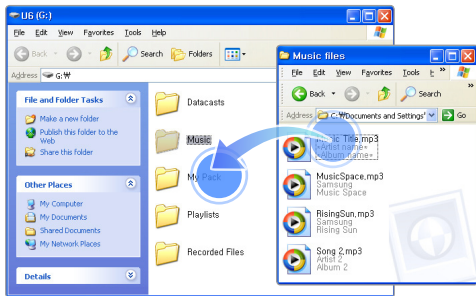 U6 (G:)
File Edit View Favorites Tools Help
Back Search Folders
Address G:₩
File and Folder Tasks
Make a new folder
Publish this folder to the
Web
Share this folder
Other Places
My Computer
My Documents
Shared Documents
My Network Places
Details
Datacasts
Music
My Pack
Playlists
Recorded Files
Music files
File Edit View Favorites Tools »
Back Search »
Address C:₩Documents and Settings Go
Music Title,mp3
«Artist name»
«Album name»
MusicSpace,mp3
Samsung
Music Space
RisingSun,mp3
Samsung
Rising Sun
Song 2,mp3
Artist 2
Album 2